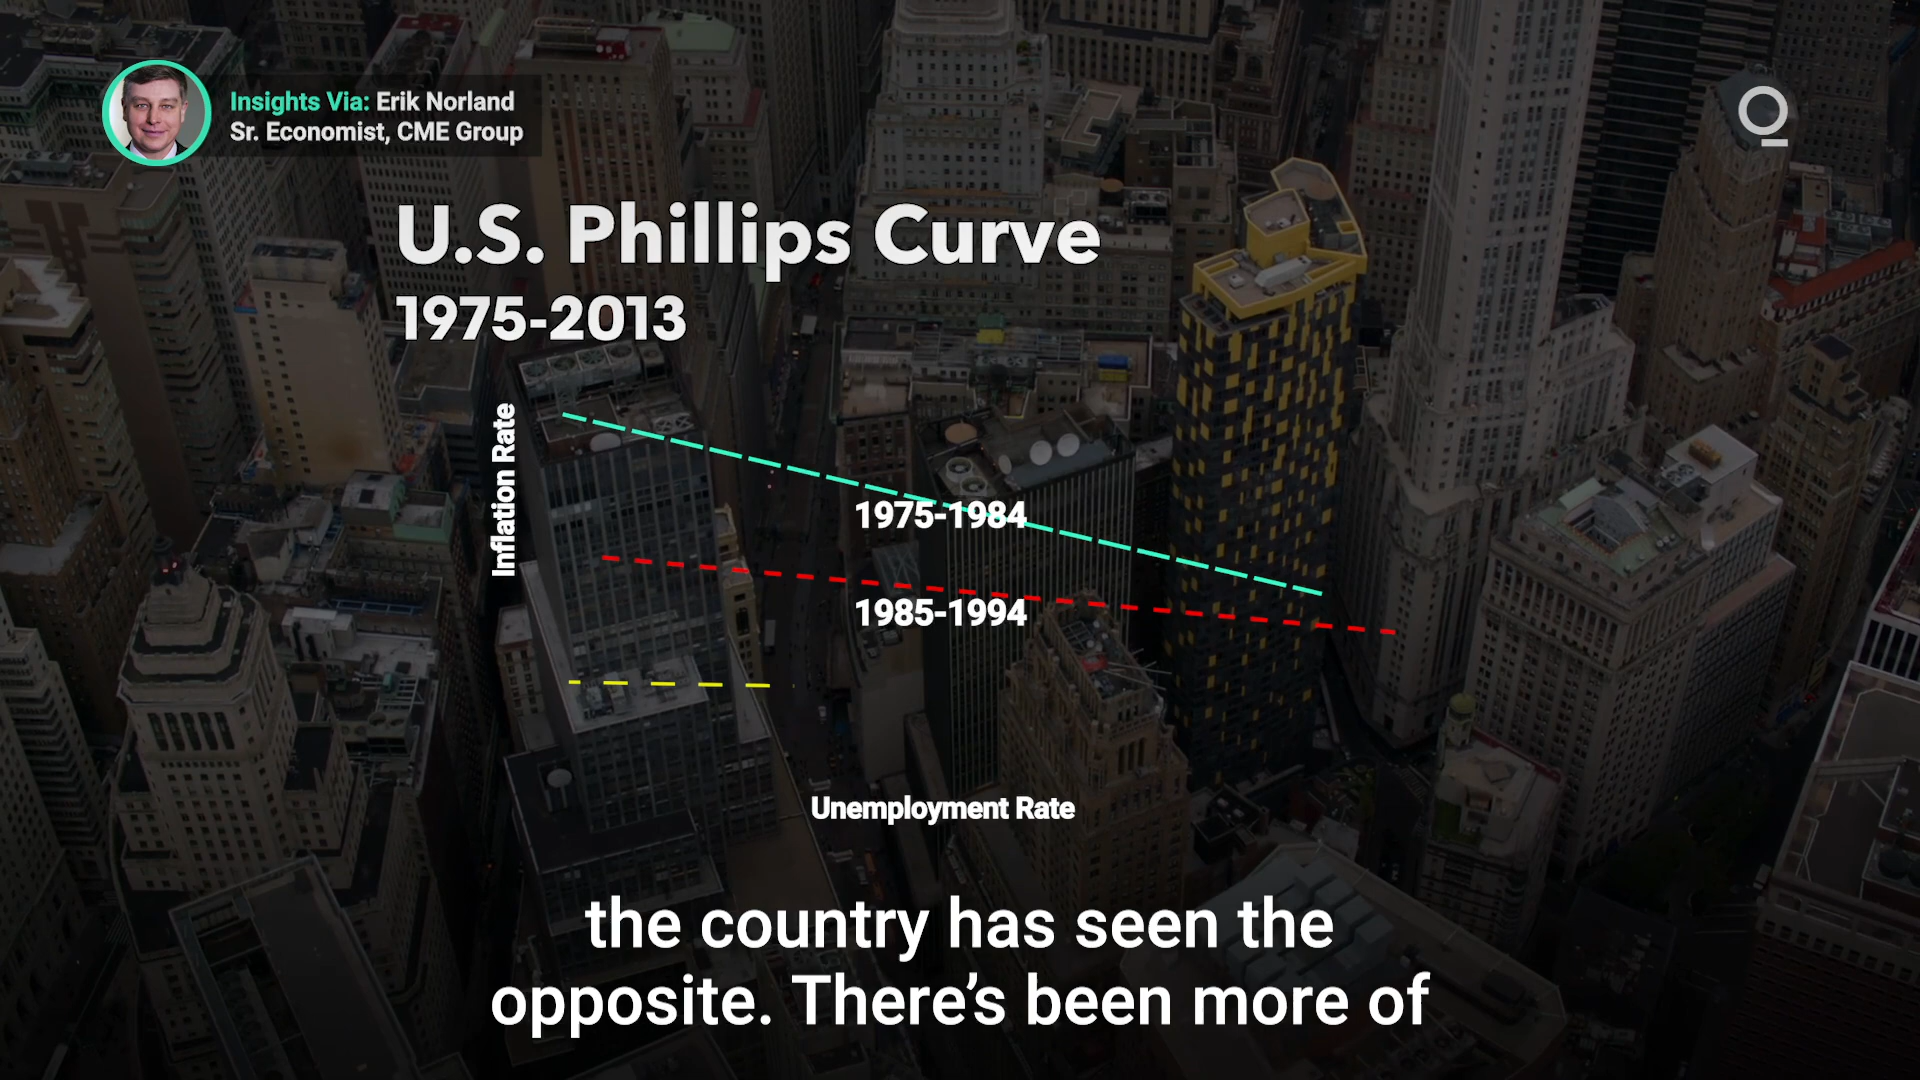 Insights Via: Erik Norland
Sr. Economist, CME Group
U.S. Phillips Curve
1975-2013
Inflation Rate
1975-1984
1985-1994
Unemployment Rate
the country has seen the
opposite. There’s been more of